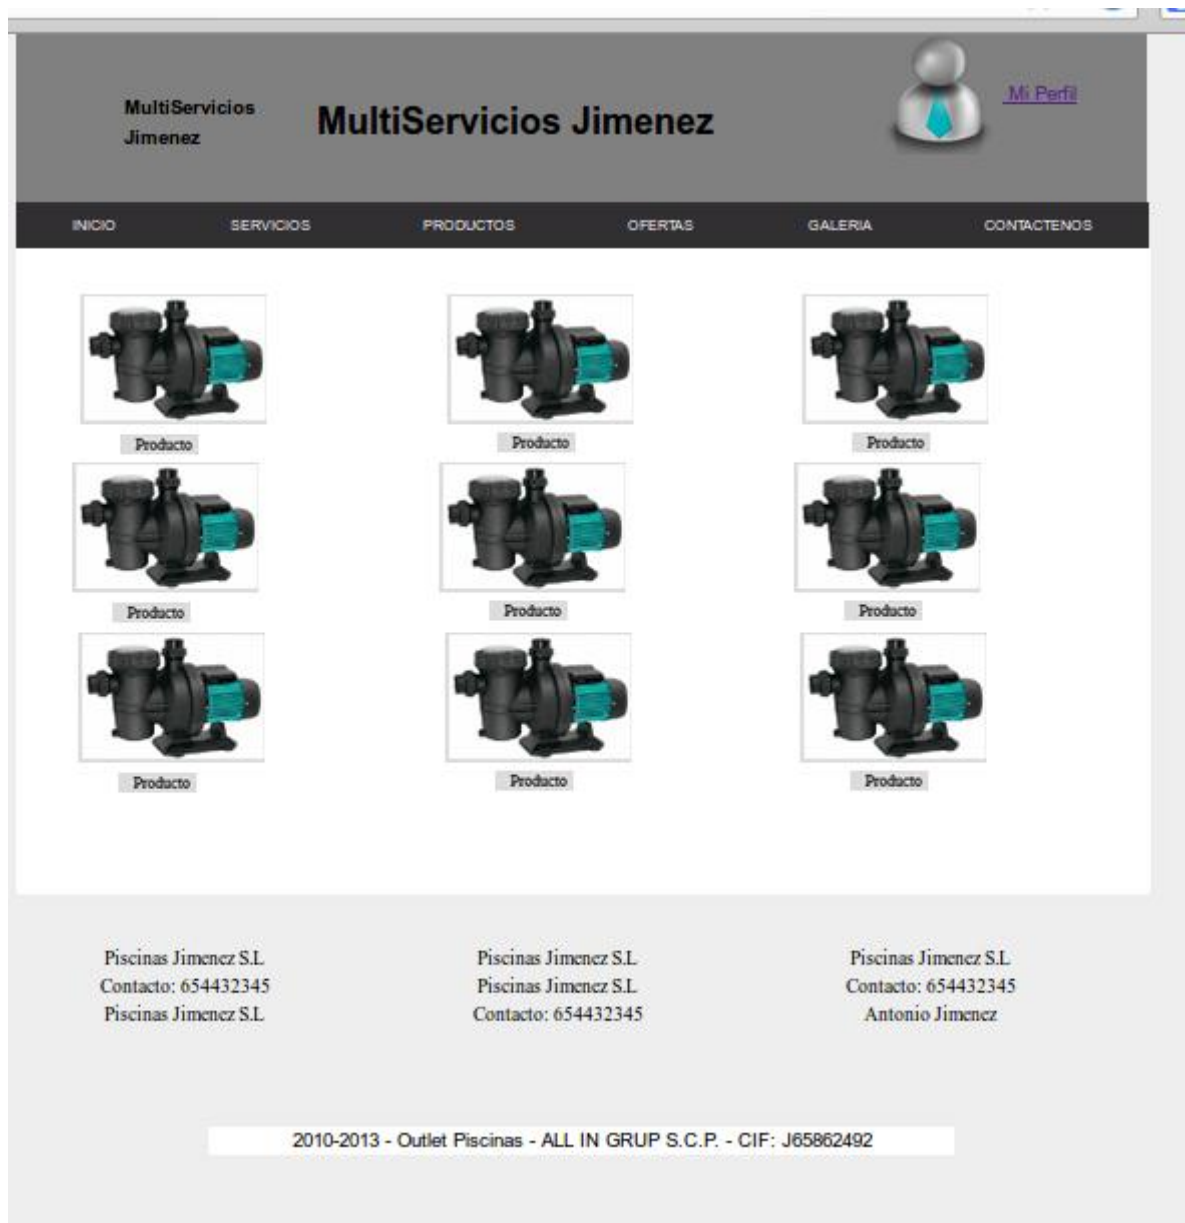 MultiServicios
Jimenez
MultiServicios Jimenez
Mi Perfil
INICIO SERVICIOS PRODUCTOS OFERTAS GALERIA CONTACTENOS
Producto Producto Producto
Producto Producto Producto
Producto Producto Producto
Piscinas Jimenez S.L
Contacto: 654432345
Piscinas Jimenez S.L
Piscinas Jimenez S.L
Piscinas Jimenez S.L
Contacto: 654432345
Piscinas Jimenez S.L
Contacto: 654432345
Antonio Jimenez
2010-2013 - Outlet Piscinas - ALL IN GRUP S.C.P. - CIF: J65862492